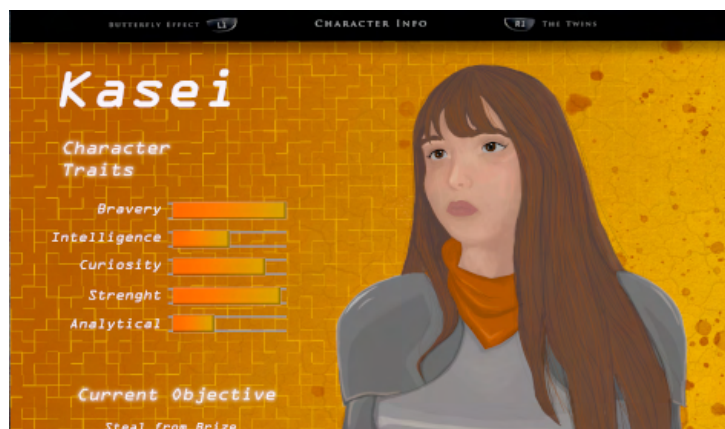 BUTTERFLY EFFECT L1 CHARACTER INFO R1 THE TWINS
Kasei
Character
Traits
Bravery
Intelligence
Curiosity
Strenght
Analytical
Current Objective
Steal from Brize